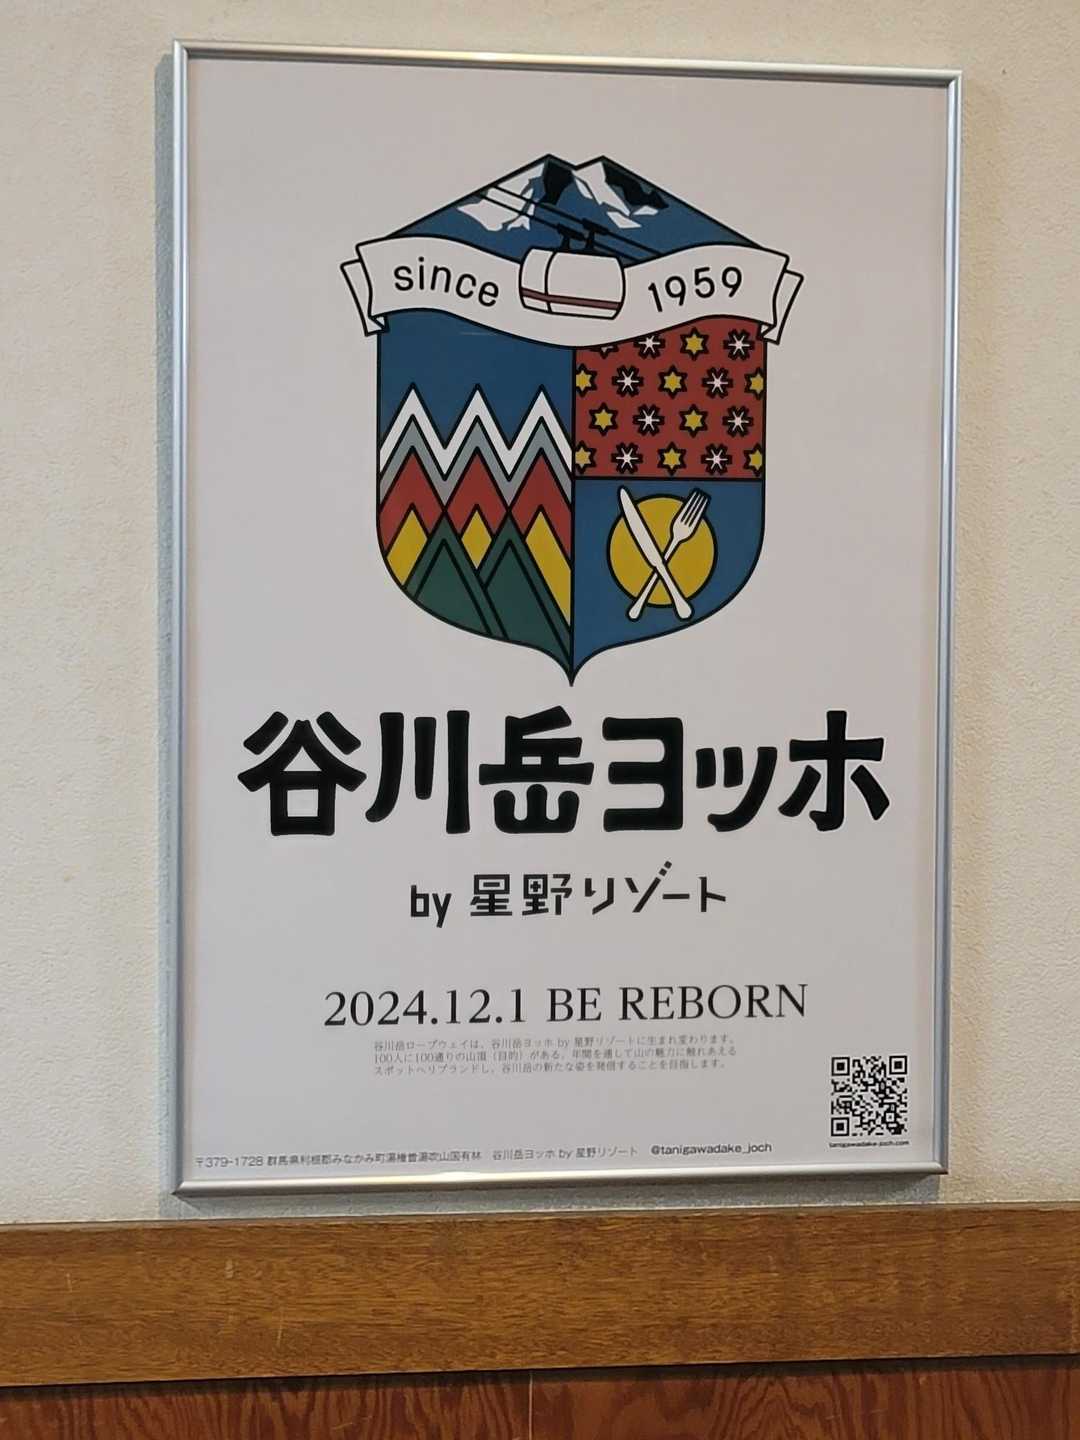 since 1959
谷川岳ヨッホ
by 星野リゾート
2024.12.1 BE REBORN
谷川岳ロープウェイは、谷川岳ヨッホ by 星野リゾートに生まれ変わります。
100人に100通りの山頂（目的）がある。年間を通して山の魅力に触れあえる
スポットへリブランドし、谷川岳の新たな姿を発信することを目指します。
tanigawadake-joch.com
〒379-1728 群馬県利根郡みなかみ町湯檜曽湯吹山国有林 谷川岳ヨッホ by 星野リゾート @tanigawadake_joch